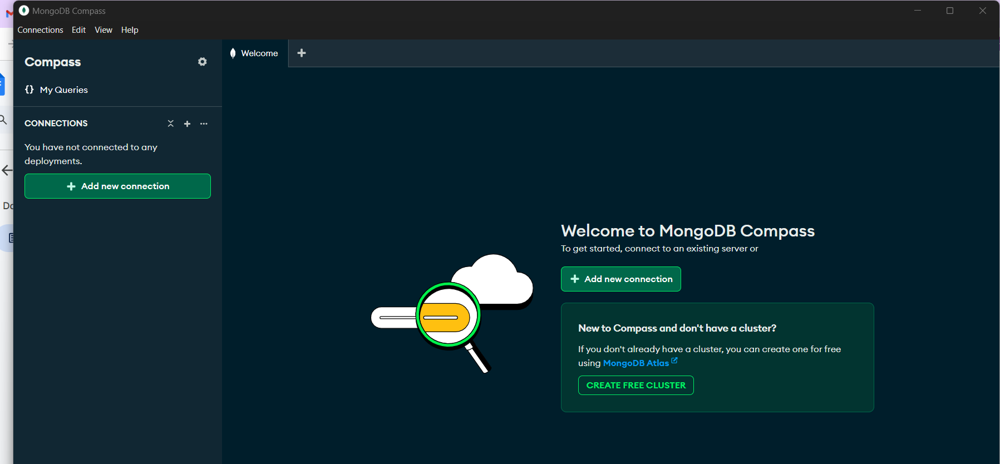 MongoDB Compass
Connections Edit View Help
Compass
{} My Queries
CONNECTIONS
You have not connected to any
deployments.
Add new connection
Welcome
Welcome to MongoDB Compass
To get started, connect to an existing server or
Add new connection
New to Compass and don't have a cluster?
If you don't already have a cluster, you can create one for free
using MongoDB Atlas
CREATE FREE CLUSTER